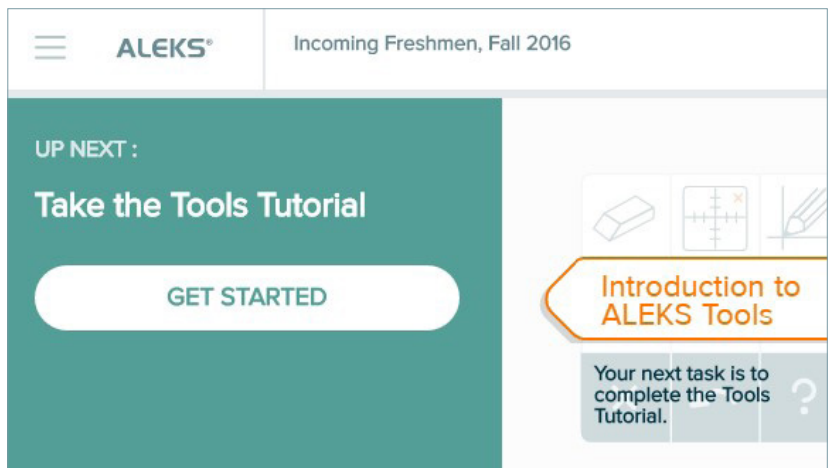 ALEKS®
Incoming Freshmen, Fall 2016
UP NEXT :
Take the Tools Tutorial
GET STARTED
Introduction to
ALEKS Tools
Your next task is to
complete the Tools
Tutorial.
?